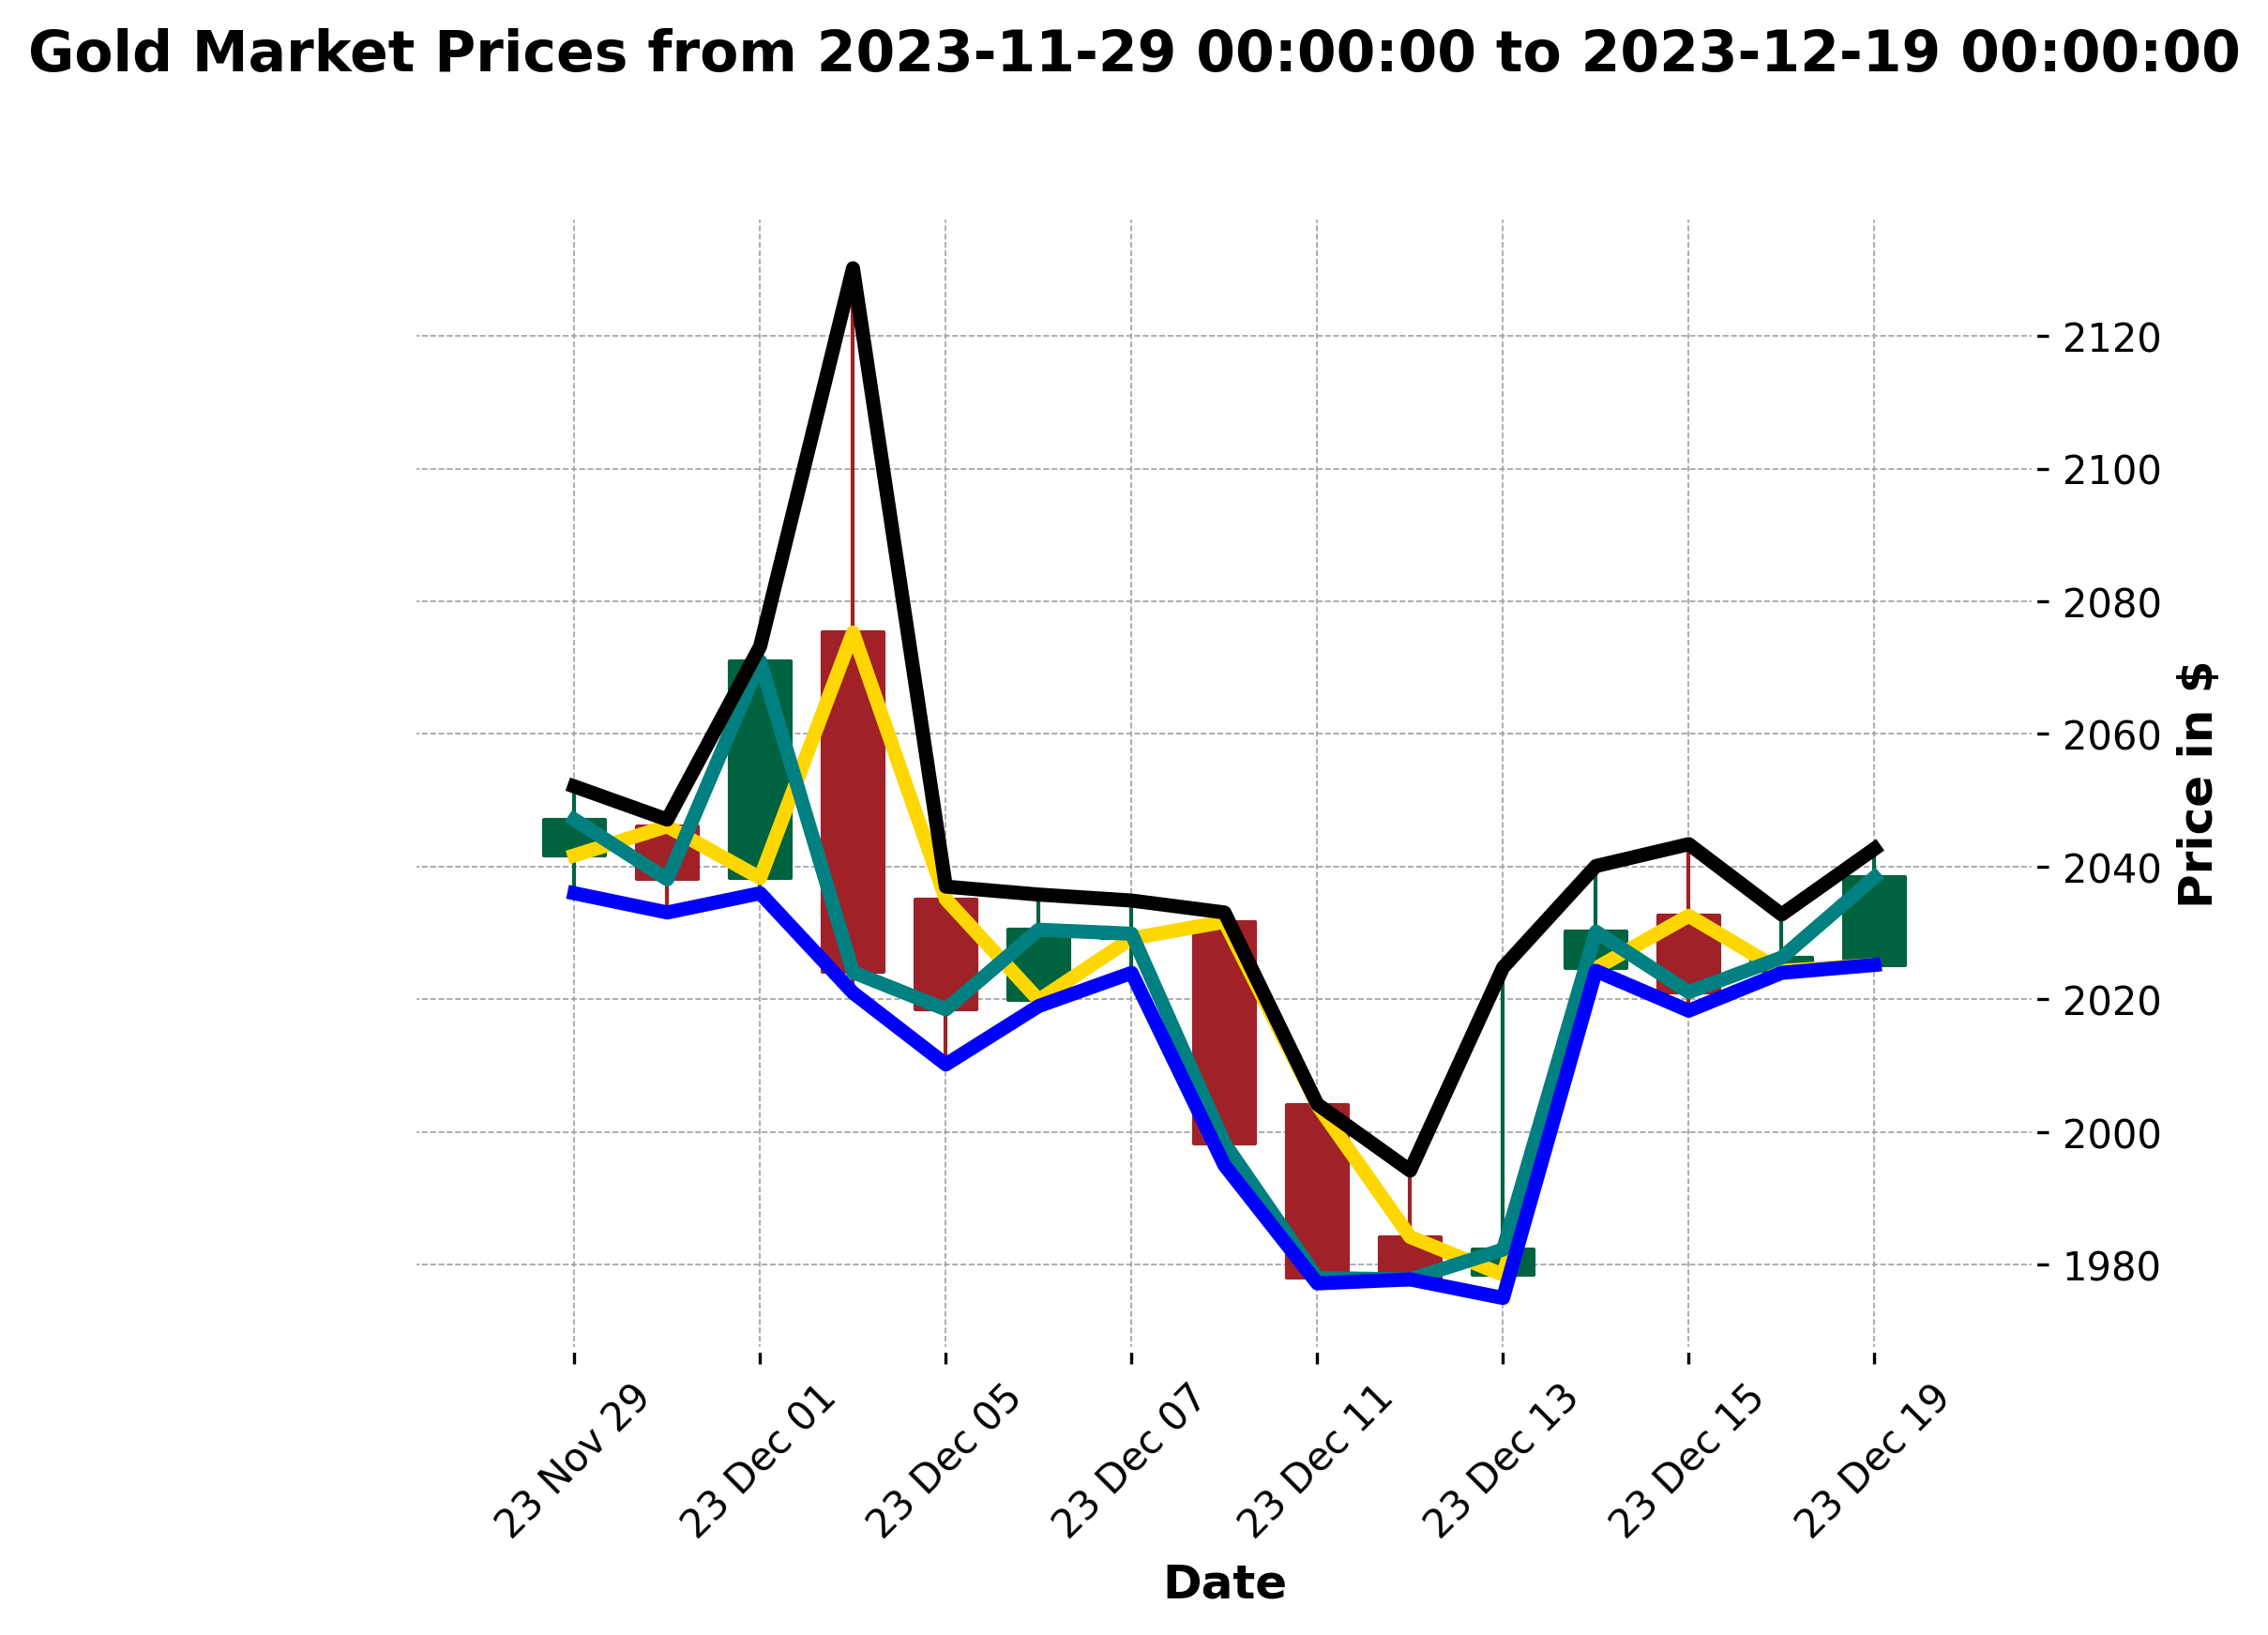 Gold Market Prices from 2023-11-29 00:00:00 to 2023-12-19 00:00:00
2120
2100
2080
2060
2040
2020
2000
1980
Price in $
23 Nov 29
23 Dec 01
23 Dec 05
23 Dec 07
23 Dec 11
23 Dec 13
23 Dec 15
23 Dec 19
Date